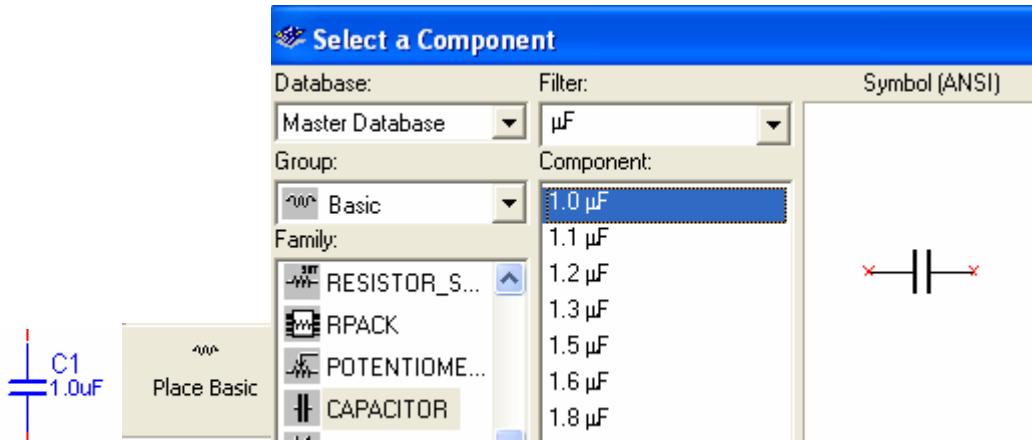 Select a Component
Database:
Filter:
Symbol (ANSI)
Master Database
µF
Group:
Component:
Basic
1.0 µF
Family:
1.1 µF
RESISTOR_S...
1.2 µF
RPACK
1.3 µF
POTENTIOME...
1.5 µF
CAPACITOR
1.6 µF
1.8 µF
C1
1.0uF
Place Basic